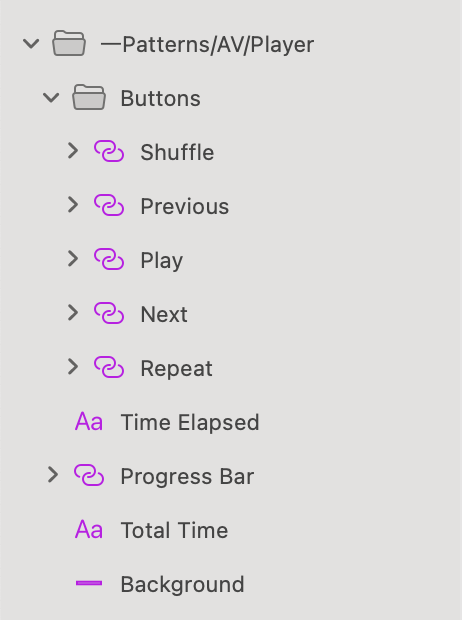 —Patterns/AV/Player
Buttons
Shuffle
Previous
Play
Next
Repeat
Aa Time Elapsed
Progress Bar
Aa Total Time
Background